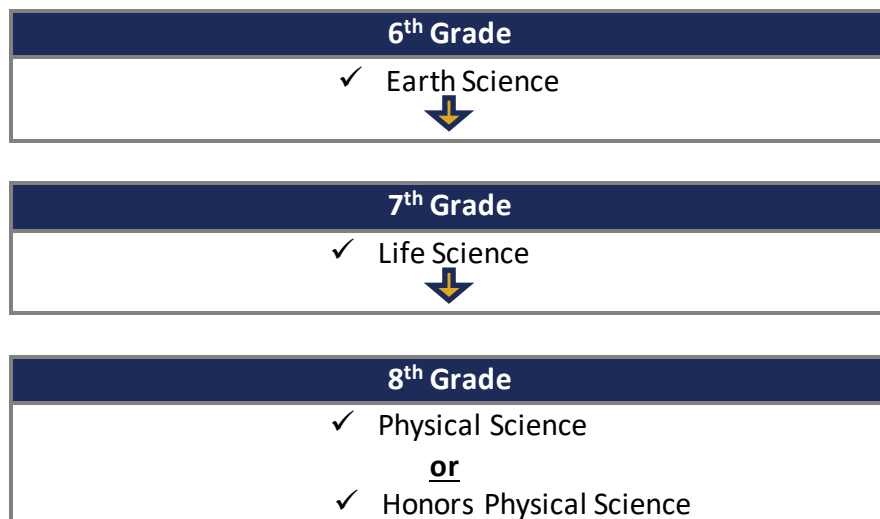 6th Grade
✓ Earth Science
7th Grade
✓ Life Science
8th Grade
✓ Physical Science
or
✓ Honors Physical Science